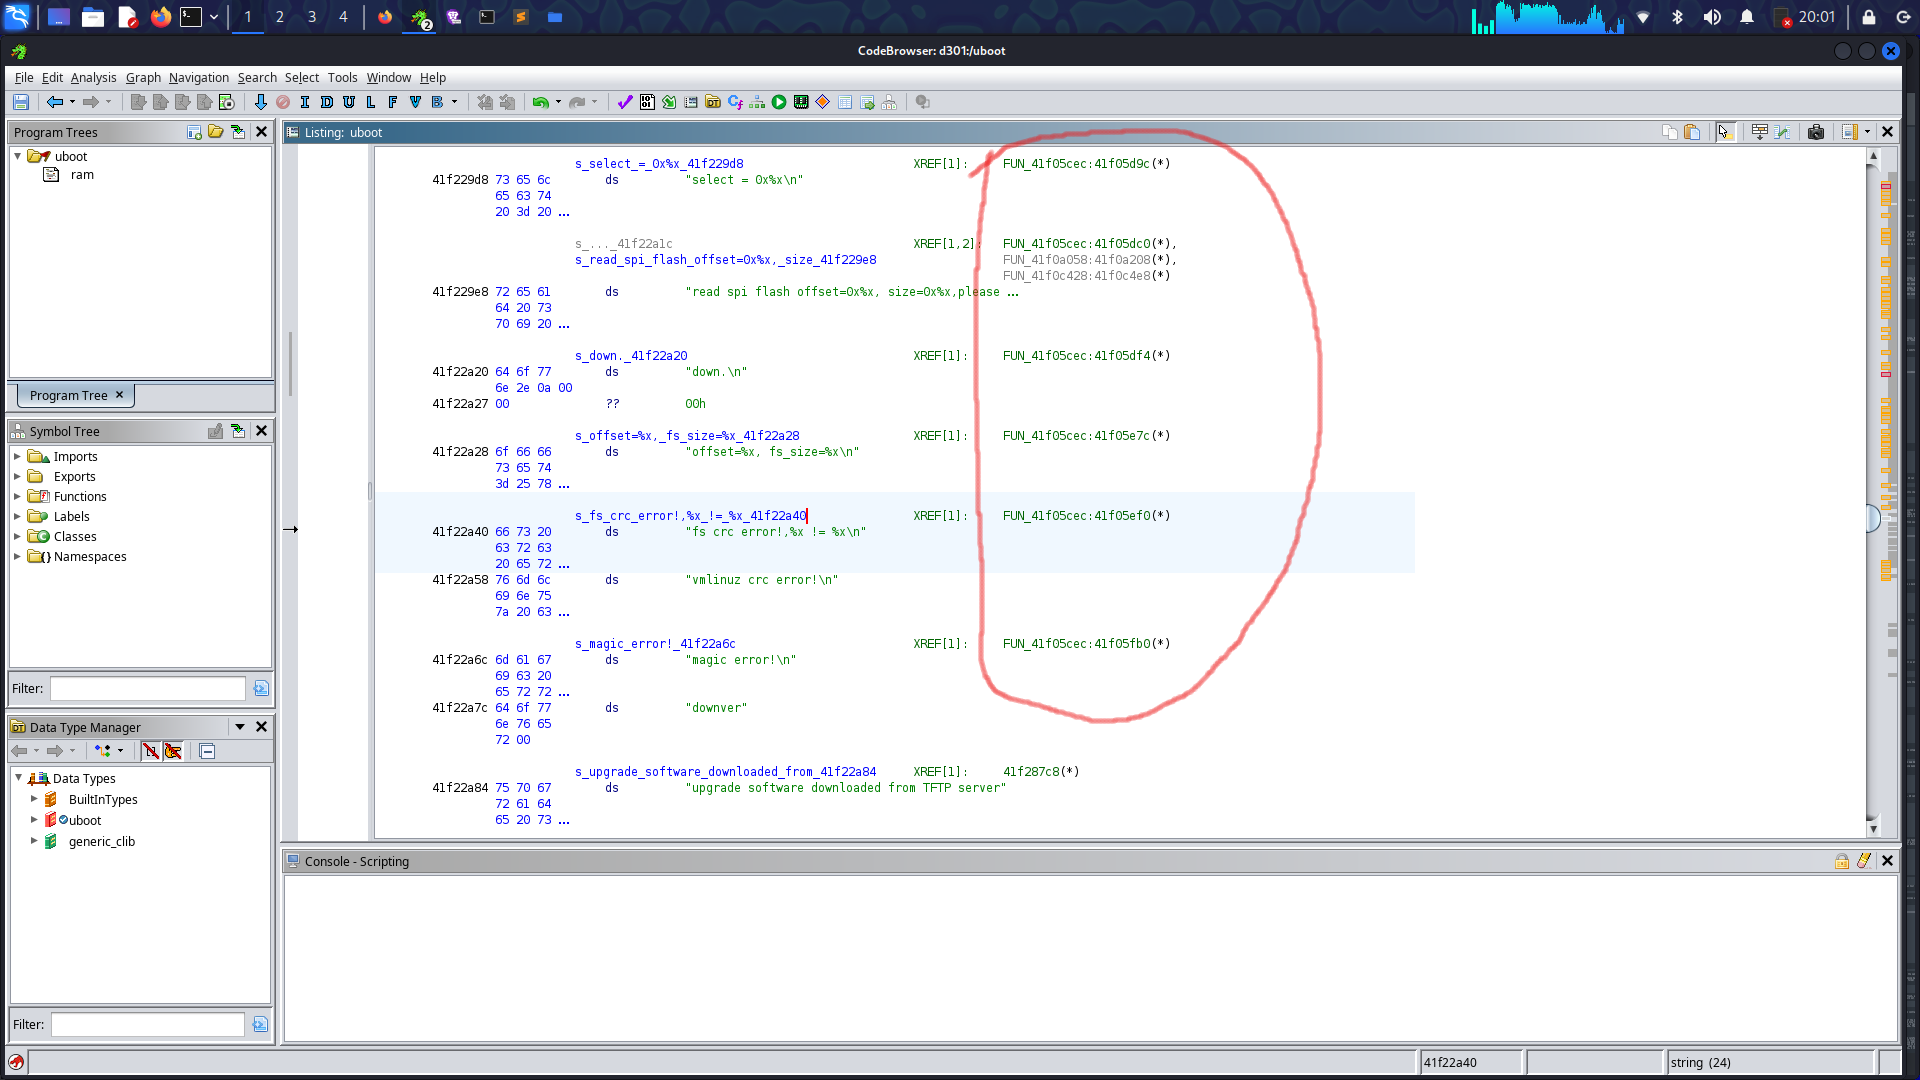 1 2 3 4 2 20:01
CodeBrowser: d301:/uboot
File Edit Analysis Graph Navigation Search Select Tools Window Help
I D U L F V B
Program Trees
uboot
ram
Program Tree
Symbol Tree
Imports
Exports
Functions
Labels
Classes
Namespaces
Filter:
Data Type Manager
Data Types
BuiltInTypes
uboot
generic_clib
Filter:
Listing: uboot
s_select_=_0x%x_41f229d8 XREF[1]: FUN_41f05cec:41f05d9c(*)
41f229d8 73 65 6c ds "select = 0x%x\n"
65 63 74
20 3d 20 ...
s_..._41f22a1c XREF[1,2]: FUN_41f05cec:41f05dc0(*),
s_read_spi_flash_offset=0x%x,_size_41f229e8 FUN_41f0a058:41f0a208(*),
FUN_41f0c428:41f0c4e8(*)
41f229e8 72 65 61 ds "read spi flash offset=0x%x, size=0x%x,please ...
64 20 73
70 69 20 ...
s_down._41f22a20 XREF[1]: FUN_41f05cec:41f05df4(*)
41f22a20 64 6f 77 ds "down.\n"
6e 2e 0a 00
41f22a27 00 ?? 00h
s_offset=%x,_fs_size=%x_41f22a28 XREF[1]: FUN_41f05cec:41f05e7c(*)
41f22a28 6f 66 66 ds "offset=%x, fs_size=%x\n"
73 65 74
3d 25 78 ...
s_fs_crc_error!,%x_!=_%x_41f22a40 XREF[1]: FUN_41f05cec:41f05ef0(*)
41f22a40 66 73 20 ds "fs crc error!,%x != %x\n"
63 72 63
20 65 72 ...
41f22a58 76 6d 6c ds "vmlinuz crc error!\n"
69 6e 75
7a 20 63 ...
s_magic_error!_41f22a6c XREF[1]: FUN_41f05cec:41f05fb0(*)
41f22a6c 6d 61 67 ds "magic error!\n"
69 63 20
65 72 72 ...
41f22a7c 64 6f 77 ds "downver"
6e 76 65
72 00
s_upgrade_software_downloaded_from_41f22a84 XREF[1]: 41f287c8(*)
41f22a84 75 70 67 ds "upgrade software downloaded from TFTP server"
72 61 64
65 20 73 ...
Console - Scripting
41f22a40 string (24)